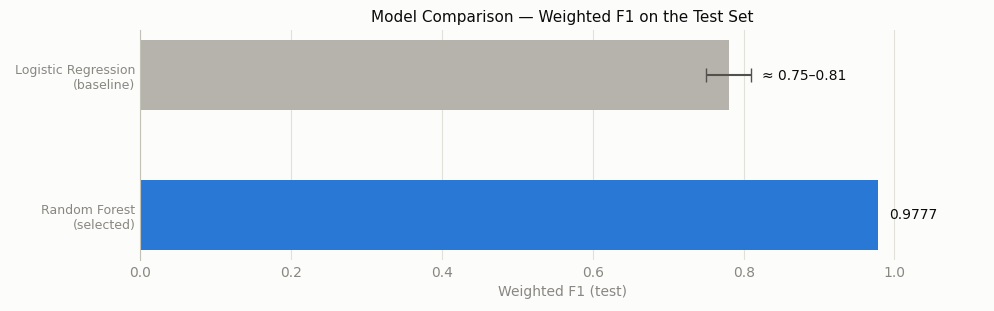 Model Comparison — Weighted F1 on the Test Set
Logistic Regression
(baseline)
≈ 0.75–0.81
Random Forest
(selected)
0.9777
0.0 0.2 0.4 0.6 0.8 1.0
Weighted F1 (test)